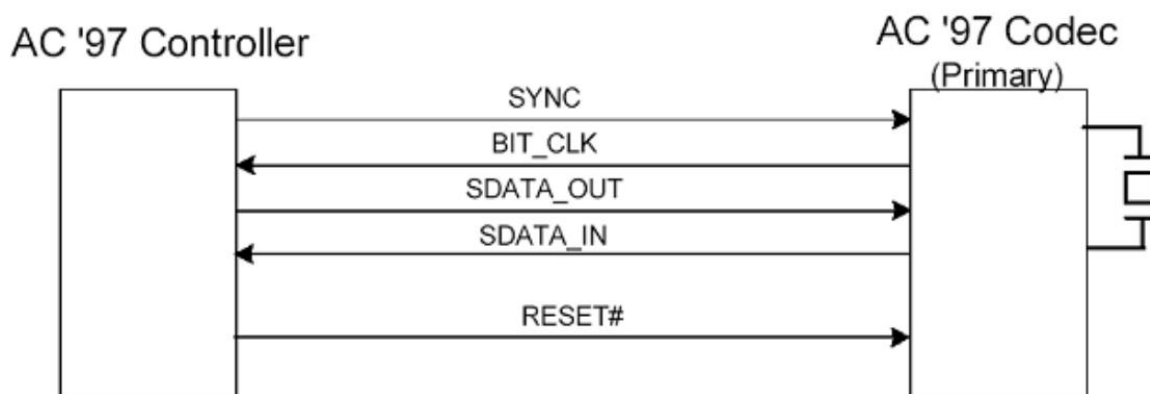 AC '97 Controller
AC '97 Codec
(Primary)
SYNC
BIT_CLK
SDATA_OUT
SDATA_IN
RESET#